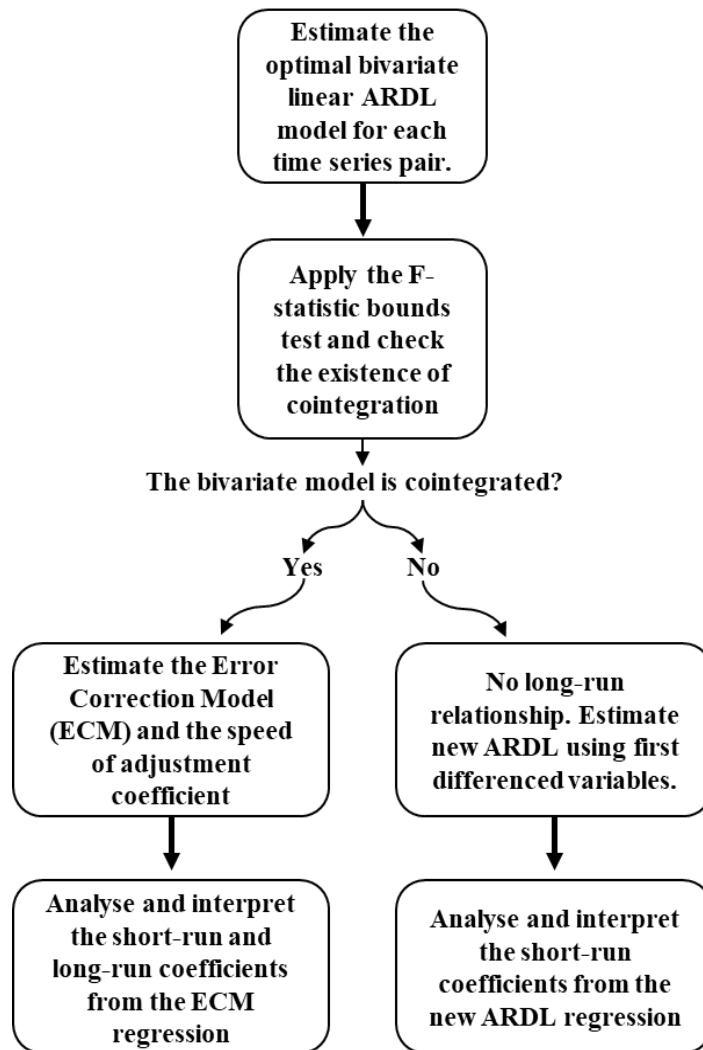 Estimate the
optimal bivariate
linear ARDL
model for each
time series pair.
Apply the F-
statistic bounds
test and check
the existence of
cointegration
The bivariate model is cointegrated?
Yes
No
Estimate the Error
Correction Model
(ECM) and the speed
of adjustment
coefficient
No long-run
relationship. Estimate
new ARDL using first
differenced variables.
Analyse and interpret
the short-run and
long-run coefficients
from the ECM
regression
Analyse and interpret
the short-run
coefficients from the
new ARDL regression